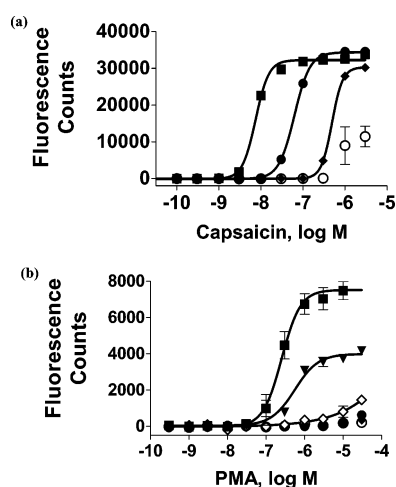 (a)
Fluorescence
Counts
40000
30000
20000
10000
0
-10 -9 -8 -7 -6 -5
Capsaicin, log M
(b)
Fluorescence
Counts
8000
6000
4000
2000
0
-10 -9 -8 -7 -6 -5 -4
PMA, log M